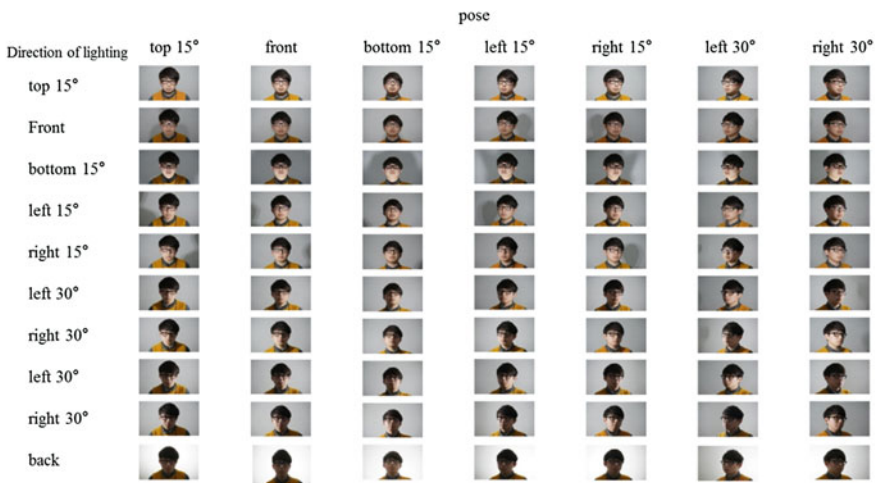 pose
Direction of lighting top 15° front bottom 15° left 15° right 15° left 30° right 30°
top 15°
Front
bottom 15°
left 15°
right 15°
left 30°
right 30°
left 30°
right 30°
back